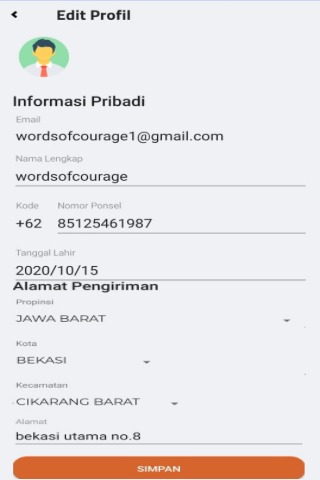 Edit Profil
Informasi Pribadi
Email
wordsofcourage1@gmail.com
Nama Lengkap
wordsofcourage
Kode Nomor Ponsel
+62 85125461987
Tanggal Lahir
2020/10/15
Alamat Pengiriman
Propinsi
JAWA BARAT
Kota
BEKASI
Kecamatan
CIKARANG BARAT
Alamat
bekasi utama no.8
SIMPAN